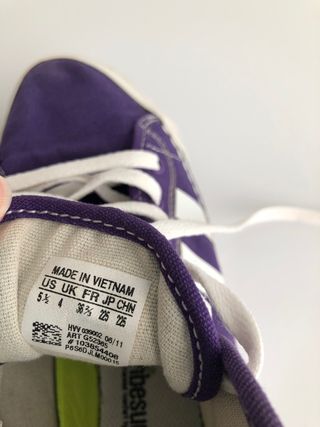 MADE IN VIETNAM
US UK FR JP CHN
5½ 4 36⅔ 225 225
HVV 039002 08/11
ART G52365
# 103854408